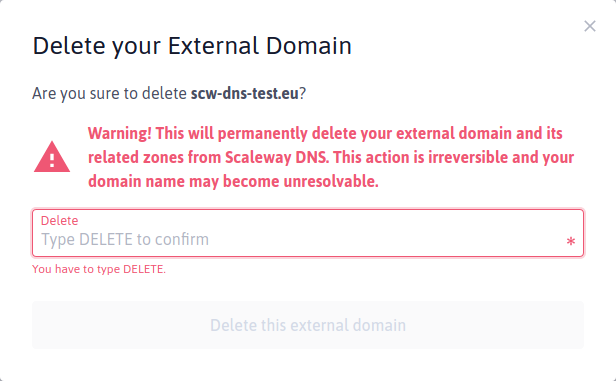 Delete your External Domain
Are you sure to delete scw-dns-test.eu?
Warning! This will permanently delete your external domain and its
related zones from Scaleway DNS. This action is irreversible and your
domain name may become unresolvable.
Delete
Type DELETE to confirm
*
You have to type DELETE.
Delete this external domain